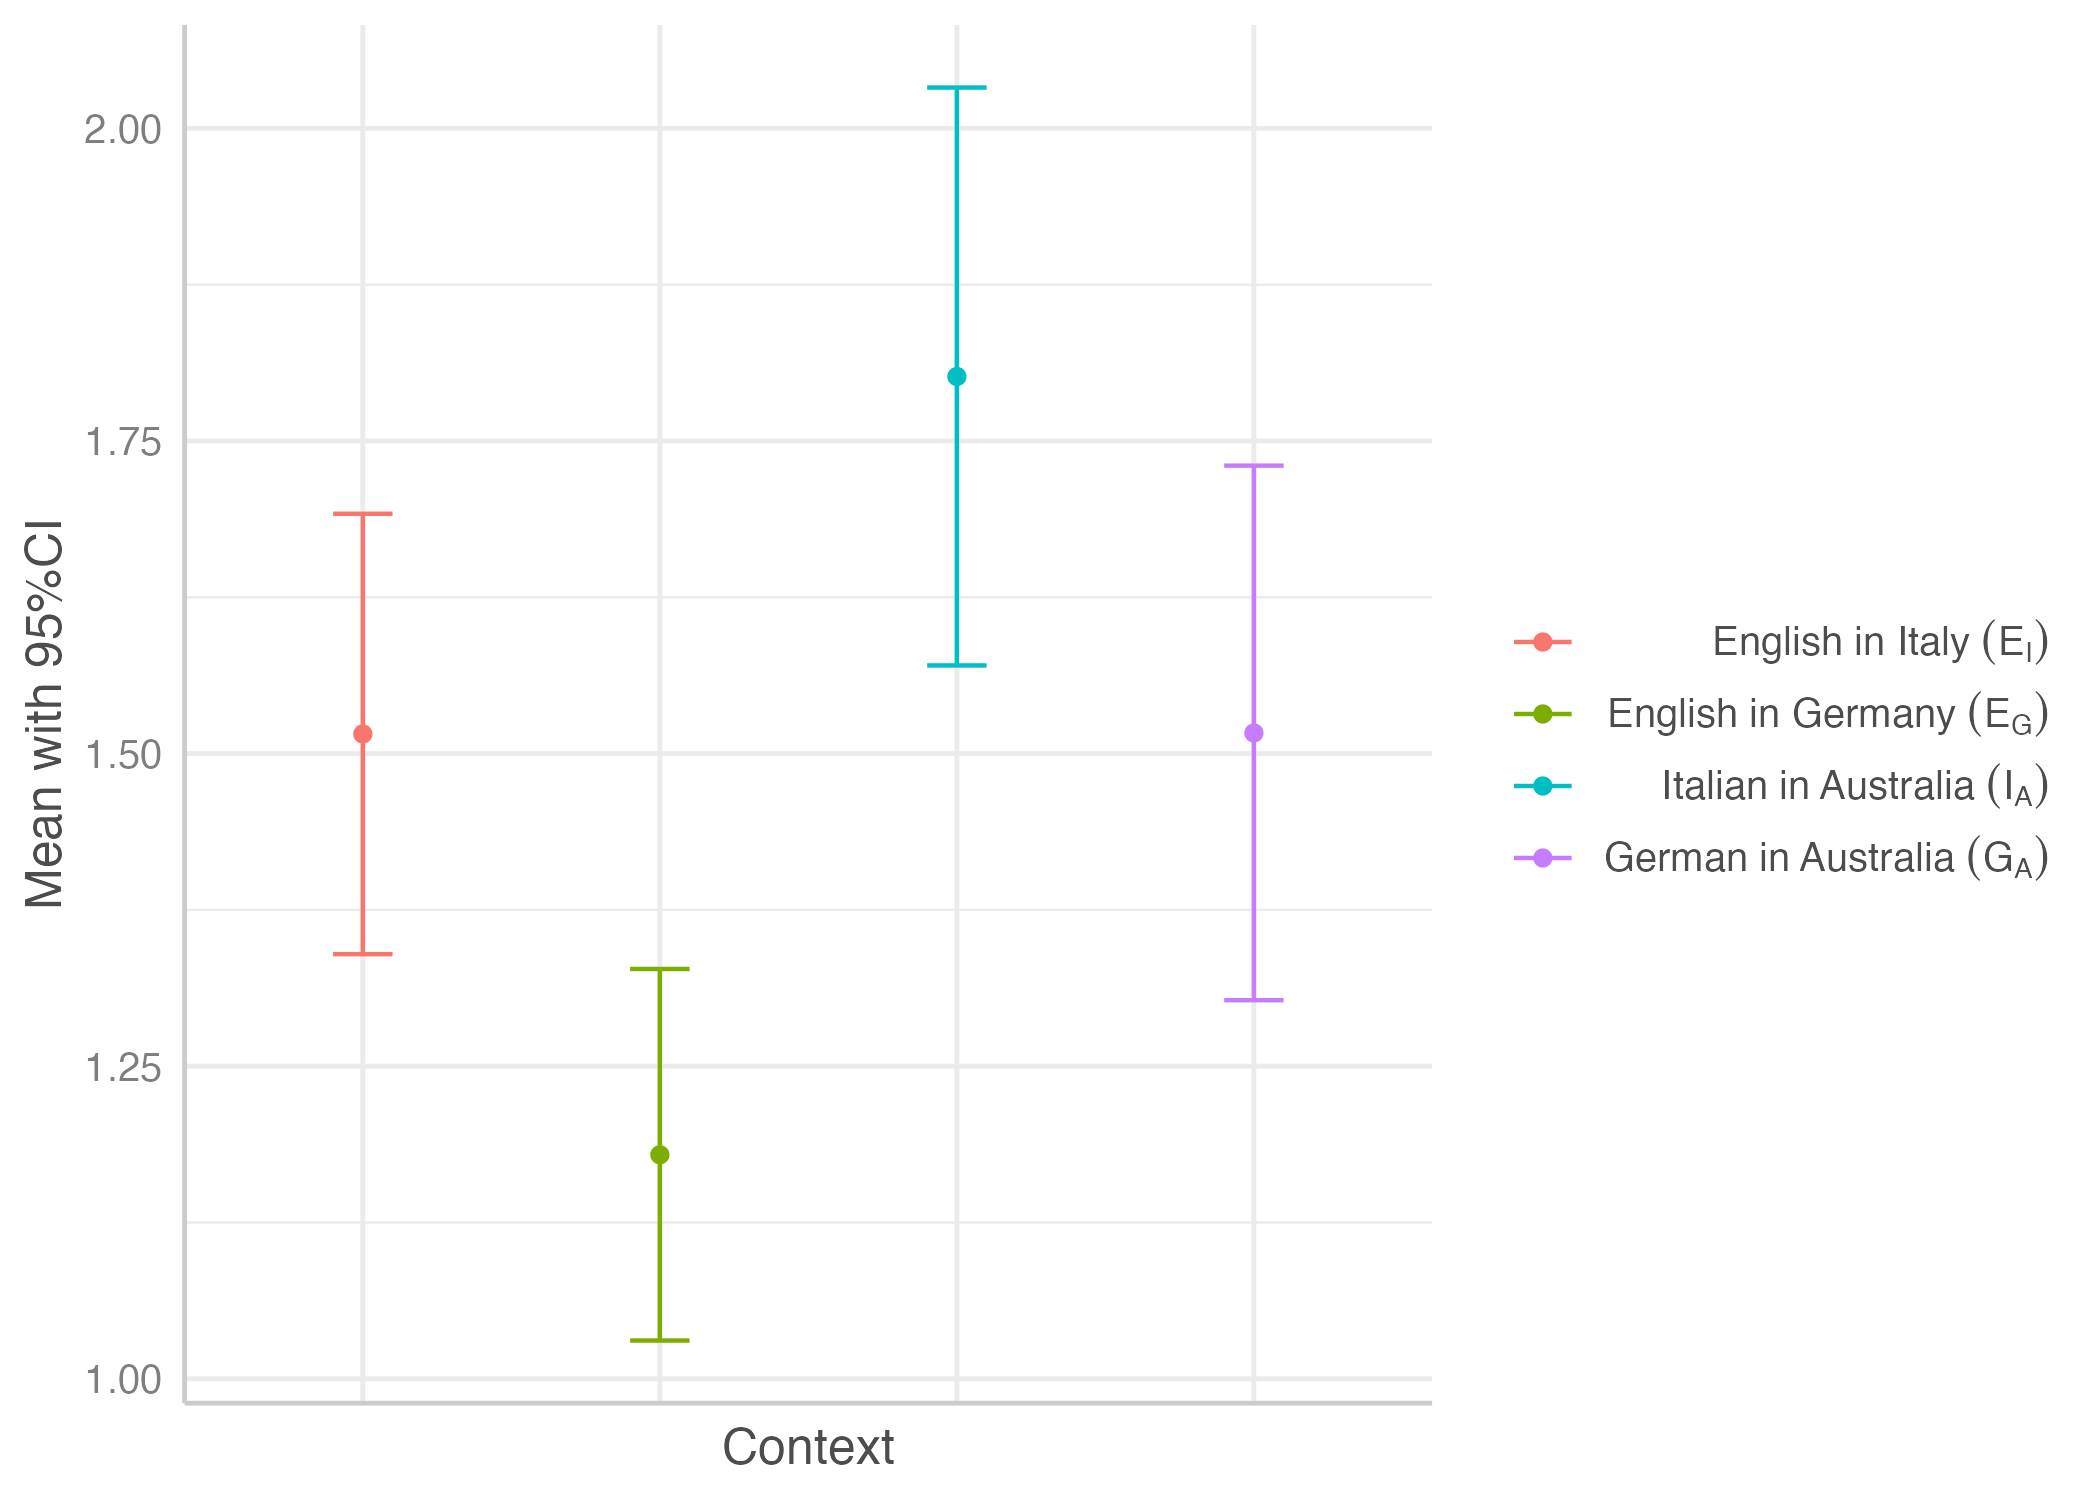 2.00
1.75
1.50
1.25
1.00
Mean with 95%CI
Context
English in Italy (E_I)
English in Germany (E_G)
Italian in Australia (I_A)
German in Australia (G_A)